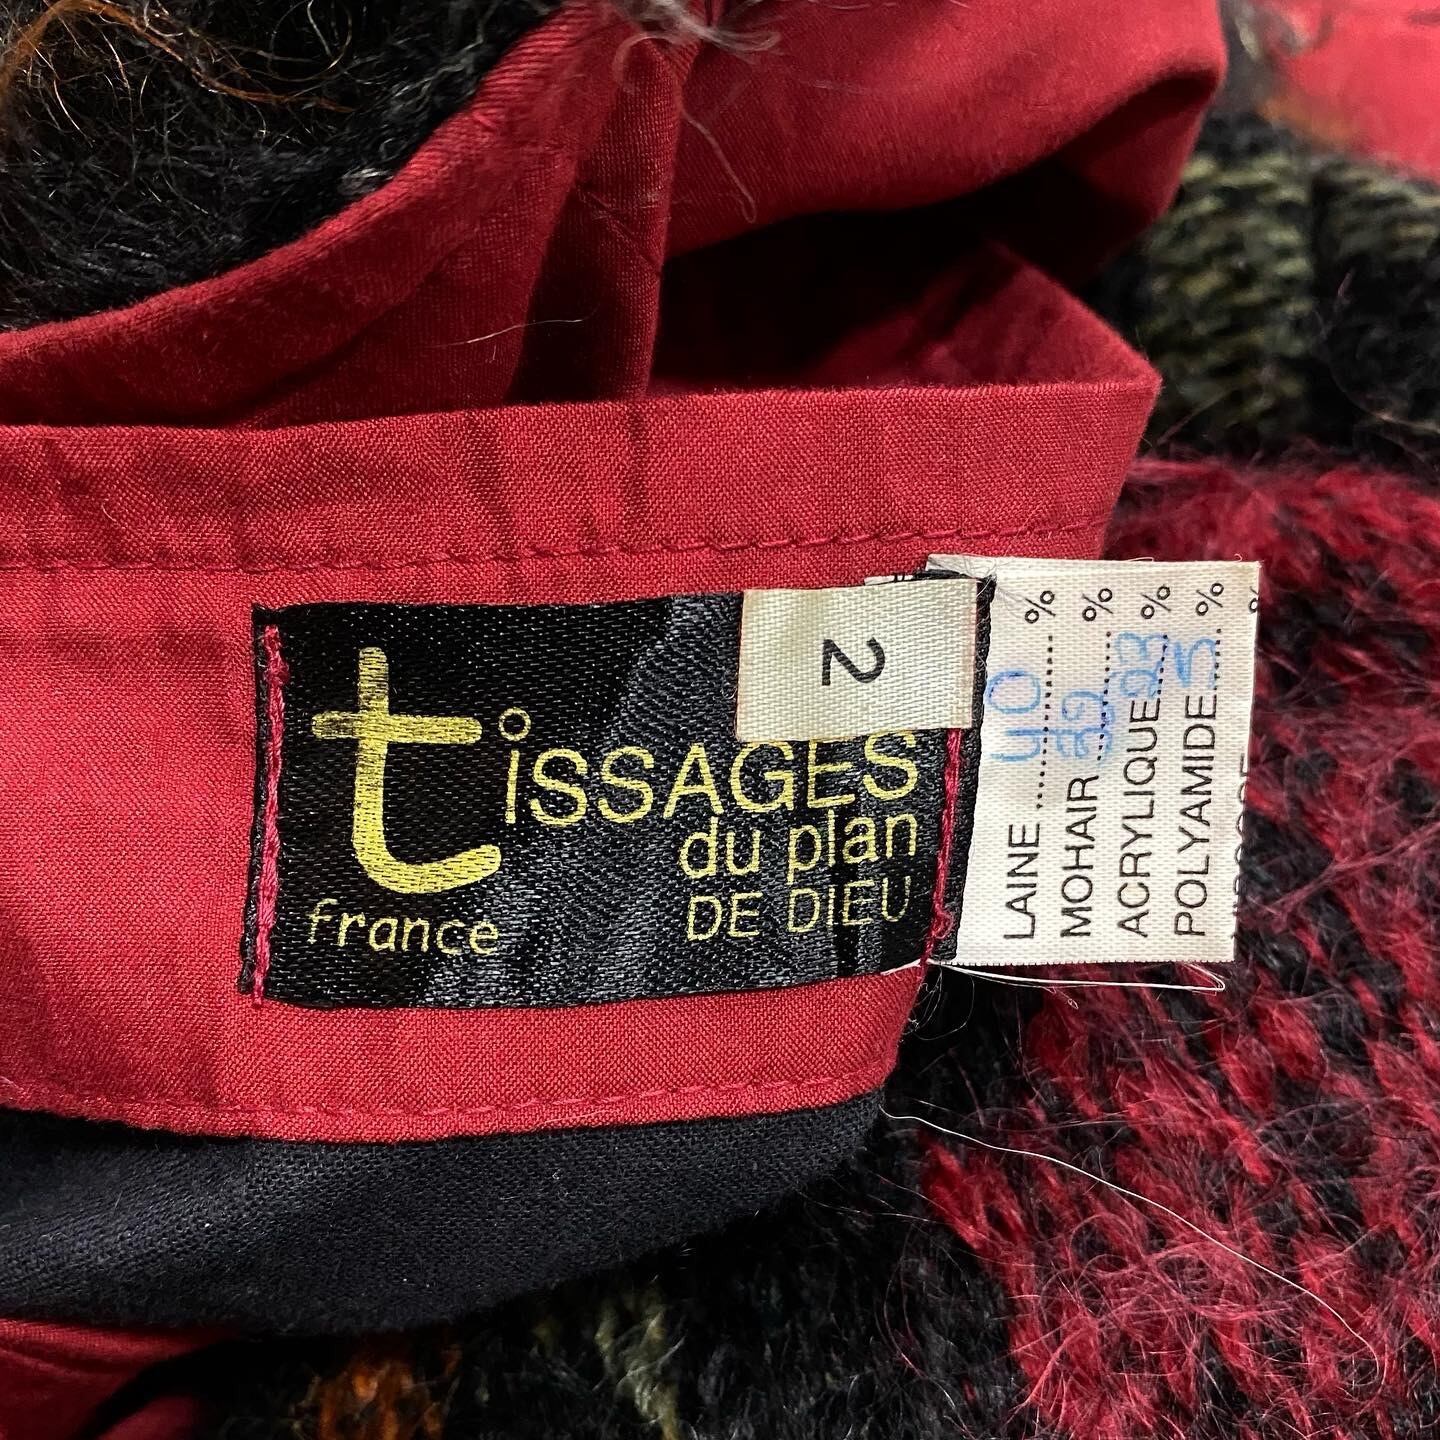 tissAGES
du plan
DE DIEU
france
2
LAINE 40 %
MOHAIR 32 %
ACRYLIQUE 23 %
POLYAMIDE 5 %